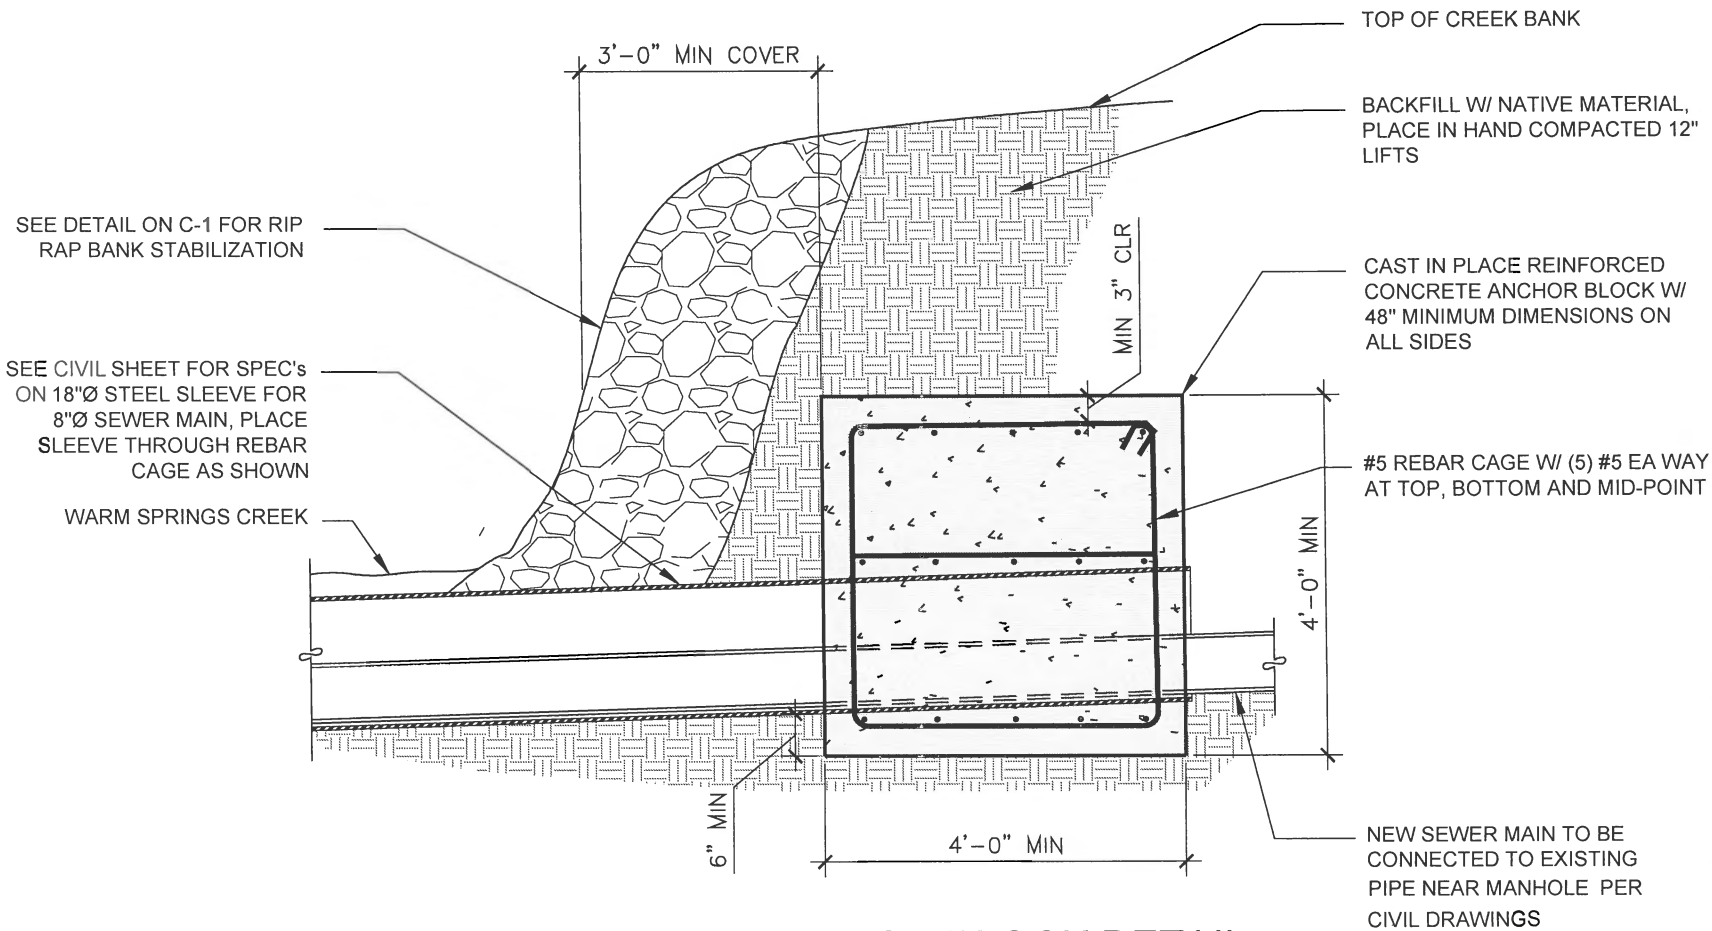 TOP OF CREEK BANK
3'-0" MIN COVER
BACKFILL W/ NATIVE MATERIAL,
PLACE IN HAND COMPACTED 12"
LIFTS
SEE DETAIL ON C-1 FOR RIP
RAP BANK STABILIZATION
MIN 3" CLR
CAST IN PLACE REINFORCED
CONCRETE ANCHOR BLOCK W/
48" MINIMUM DIMENSIONS ON
ALL SIDES
SEE CIVIL SHEET FOR SPEC's
ON 18"Ø STEEL SLEEVE FOR
8"Ø SEWER MAIN, PLACE
SLEEVE THROUGH REBAR
CAGE AS SHOWN
#5 REBAR CAGE W/ (5) #5 EA WAY
AT TOP, BOTTOM AND MID-POINT
WARM SPRINGS CREEK
4'-0" MIN
6" MIN
4'-0" MIN
NEW SEWER MAIN TO BE
CONNECTED TO EXISTING
PIPE NEAR MANHOLE PER
CIVIL DRAWINGS